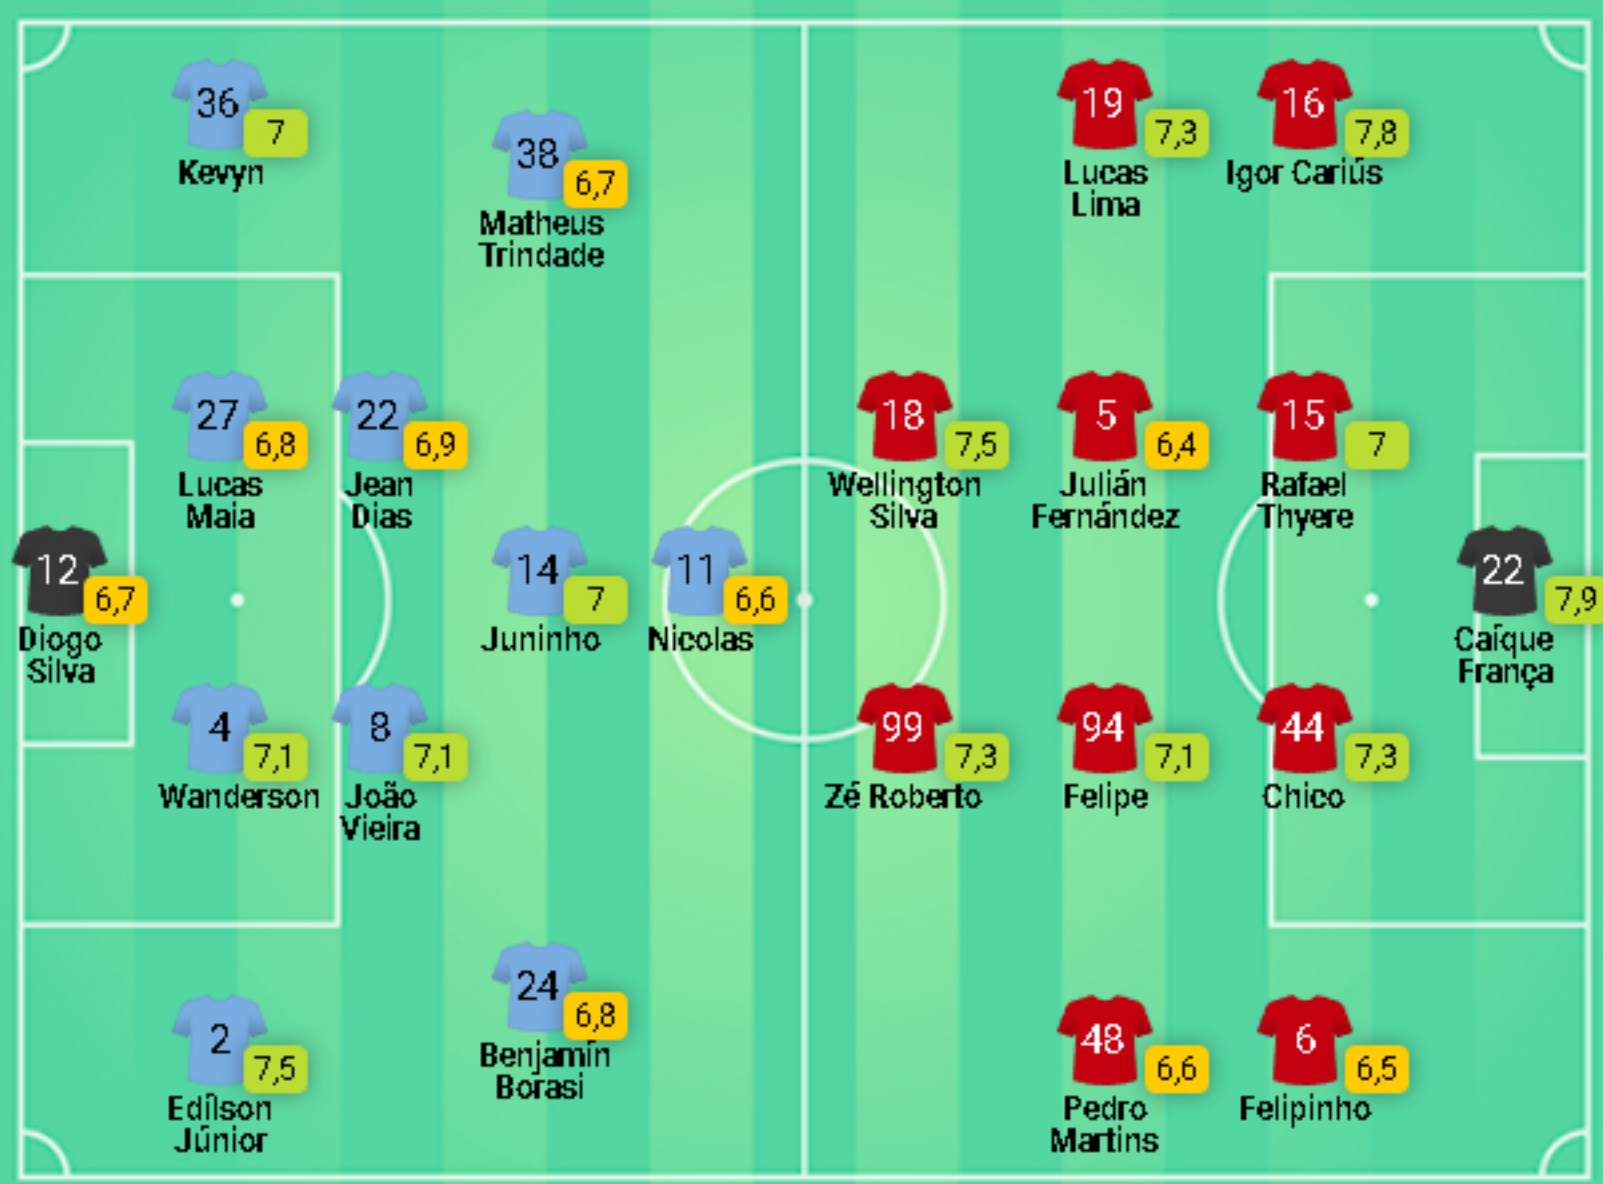 36
7
Kevyn
38
6,7
Matheus
Trindade
19
7,3
Lucas
Lima
16
7,8
Igor Cariús
27
6,8
Lucas
Maia
22
6,9
Jean
Dias
18
7,5
Wellington
Silva
5
6,4
Julián
Fernández
15
7
Rafael
Thyere
12
6,7
Diogo
Silva
14
7
Juninho
11
6,6
Nicolas
22
7,9
Caíque
França
4
7,1
Wanderson
8
7,1
João
Vieira
99
7,3
Zé Roberto
94
7,1
Felipe
44
7,3
Chico
2
7,5
Edílson
Júnior
24
6,8
Benjamín
Borasi
48
6,6
Pedro
Martins
6
6,5
Felipinho